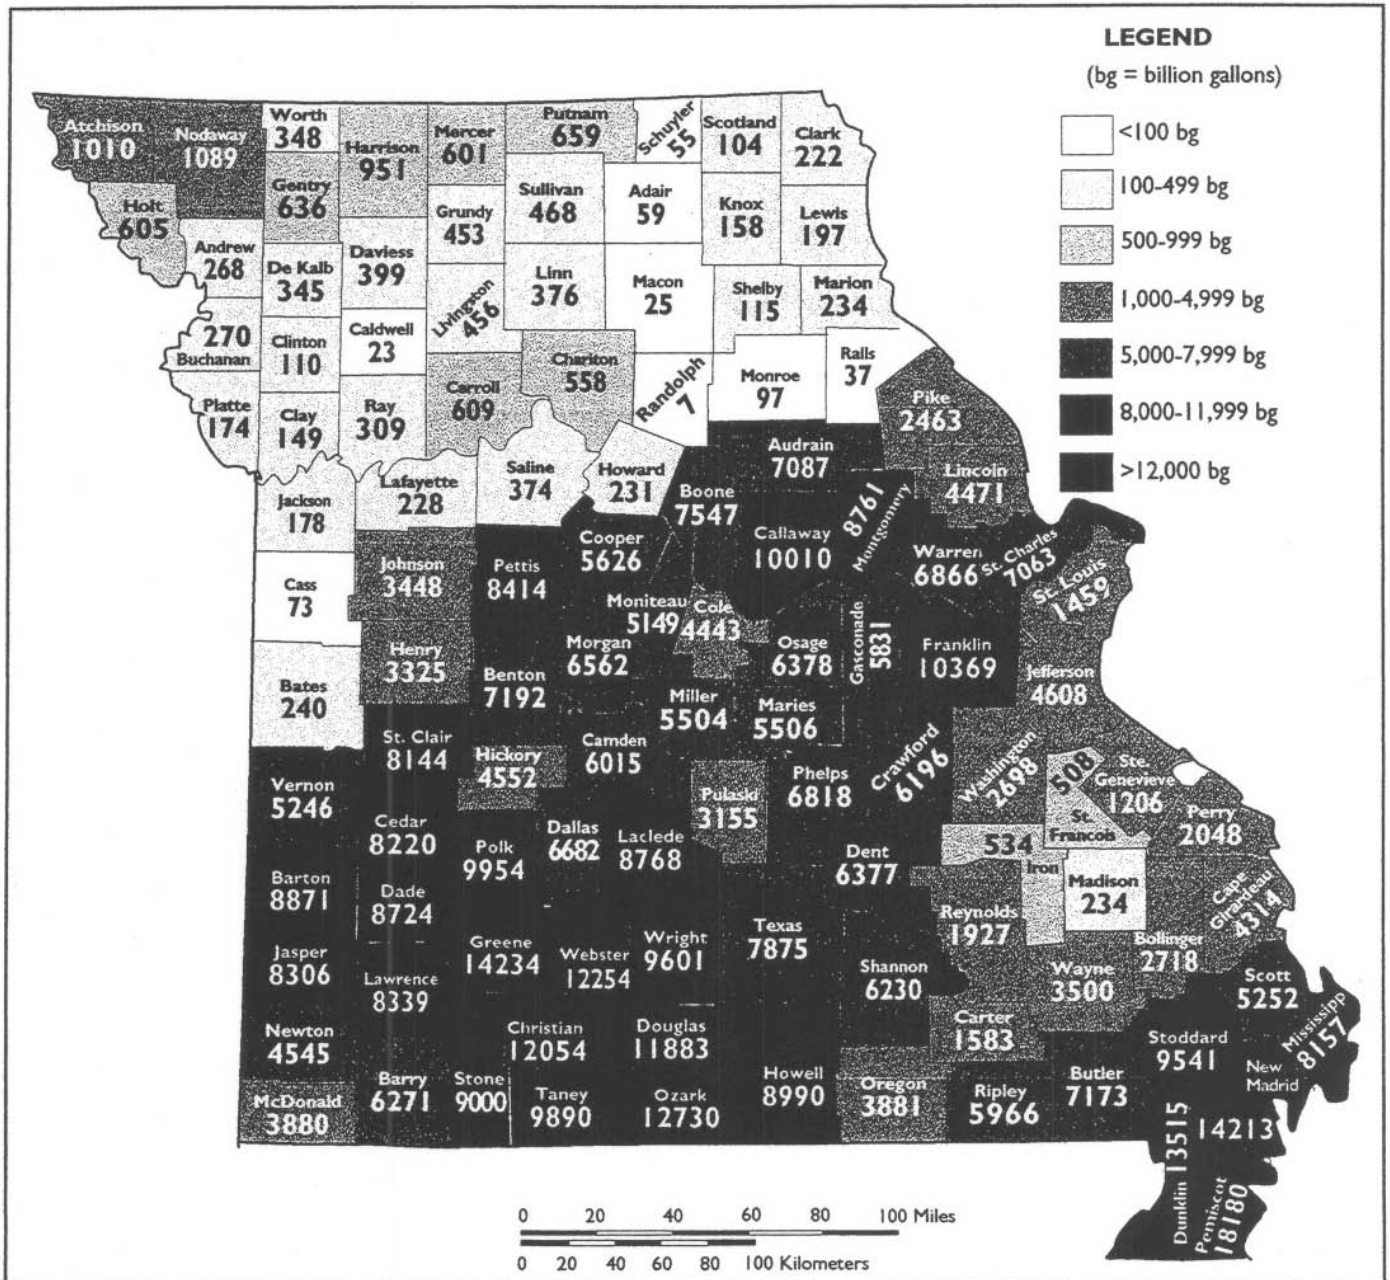 LEGEND
(bg = billion gallons)
<100 bg
100-499 bg
500-999 bg
1,000-4,999 bg
5,000-7,999 bg
8,000-11,999 bg
>12,000 bg
Atchison
1010
Nodaway
1089
Worth
348
Harrison
951
Mercer
601
Putnam
659
Schuyler
55
Scotland
104
Clark
222
Holt
605
Gentry
636
Grundy
453
Sullivan
468
Adair
59
Knox
158
Lewis
197
Andrew
268
De Kalb
345
Daviess
399
Livingston
456
Linn
376
Macon
25
Shelby
115
Marion
234
270
Buchanan
Clinton
110
Caldwell
23
Carroll
609
Chariton
558
Randolph
7
Monroe
97
Ralls
37
Pike
2463
Platte
174
Clay
149
Ray
309
Audrain
7087
Lincoln
4471
Jackson
178
Lafayette
228
Saline
374
Howard
231
Boone
7547
8761
Montgomery
Callaway
10010
Warren
6866
St. Charles
7063
St. Louis
1459
Cass
73
Johnson
3448
Pettis
8414
Cooper
5626
Moniteau
5149
Cole
4443
Osage
6378
Gasconade
5831
Franklin
10369
Jefferson
4608
Bates
240
Henry
3325
Benton
7192
Morgan
6562
Miller
5504
Maries
5506
St. Clair
8144
Hickory
4552
Camden
6015
Pulaski
3155
Phelps
6818
Crawford
6196
Washington
2698
508
St.
Francois
Ste.
Genevieve
1206
Perry
2048
Vernon
5246
Cedar
8220
Polk
9954
Dallas
6682
Laclede
8768
Dent
6377
534
Iron
Madison
234
Cape
Girardeau
4314
Barton
8871
Dade
8724
Greene
14234
Webster
12254
Wright
9601
Texas
7875
Reynolds
1927
Bollinger
2718
Jasper
8306
Lawrence
8339
Shannon
6230
Wayne
3500
Scott
5252
Mississipp
8157
Newton
4545
Christian
12054
Douglas
11883
Carter
1583
Stoddard
9541
New
Madrid
14213
McDonald
3880
Barry
6271
Stone
9000
Taney
9890
Ozark
12730
Howell
8990
Oregon
3881
Ripley
5966
Butler
7173
Dunklin 13515
Pemiscot
18180
0 20 40 60 80 100 Miles
0 20 40 60 80 100 Kilometers